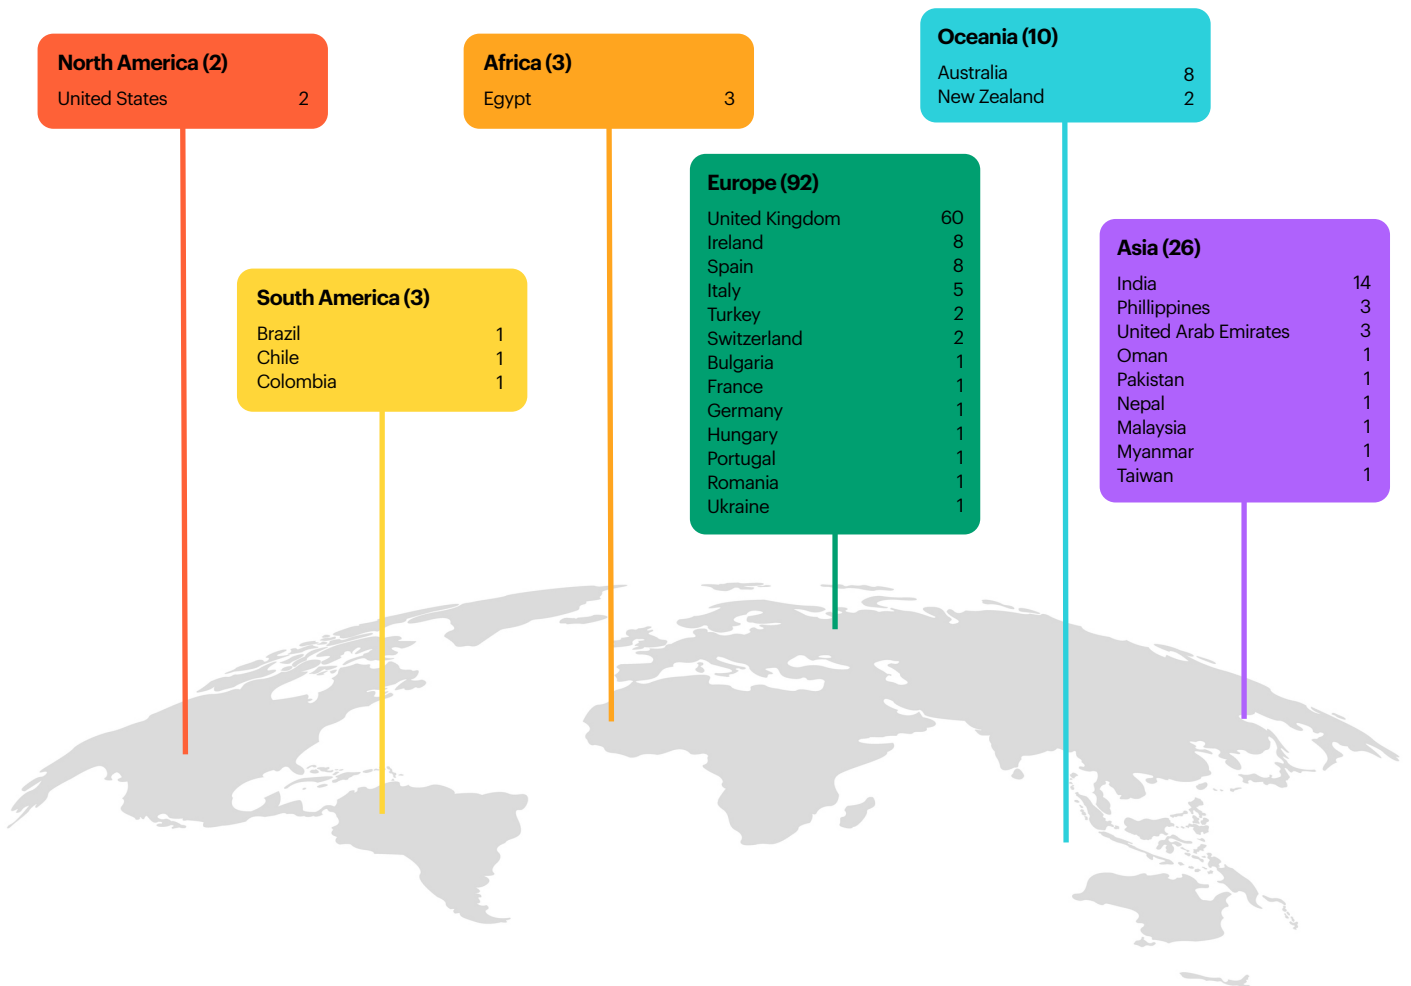 North America (2)
United States 2
Africa (3)
Egypt 3
Oceania (10)
Australia 8
New Zealand 2
South America (3)
Brazil 1
Chile 1
Colombia 1
Europe (92)
United Kingdom 60
Ireland 8
Spain 8
Italy 5
Turkey 2
Switzerland 2
Bulgaria 1
France 1
Germany 1
Hungary 1
Portugal 1
Romania 1
Ukraine 1
Asia (26)
India 14
Phillippines 3
United Arab Emirates 3
Oman 1
Pakistan 1
Nepal 1
Malaysia 1
Myanmar 1
Taiwan 1